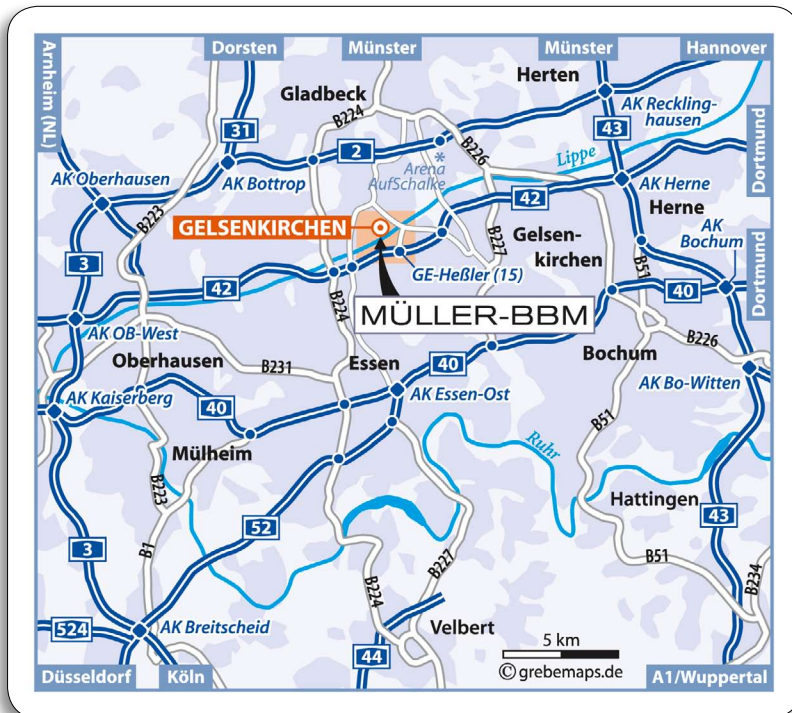 Arnheim (NL)
Dorsten
Münster
Münster
Hannover
Herten
Gladbeck
AK Reckling-
hausen
B224
31
2
43
Dortmund
B226
Lippe
*
Arena
AufSchalke
AK Oberhausen
AK Bottrop
42
AK Herne
Herne
B223
GELSENKIRCHEN
Gelsen-
kirchen
B227
AK
Bochum
Dortmund
3
42
GE-Heßler (15)
B51
40
B224
MÜLLER-BBM
AK OB-West
B226
Oberhausen
B231
Essen
40
Bochum
AK Kaiserberg
40
AK Essen-Ost
AK Bo-Witten
B51
Mülheim
Ruhr
B223
Hattingen
52
43
3
B1
B51
B224
B227
B234
524
AK Breitscheid
Velbert
44
5 km
© grebemaps.de
Düsseldorf
Köln
A1/Wuppertal